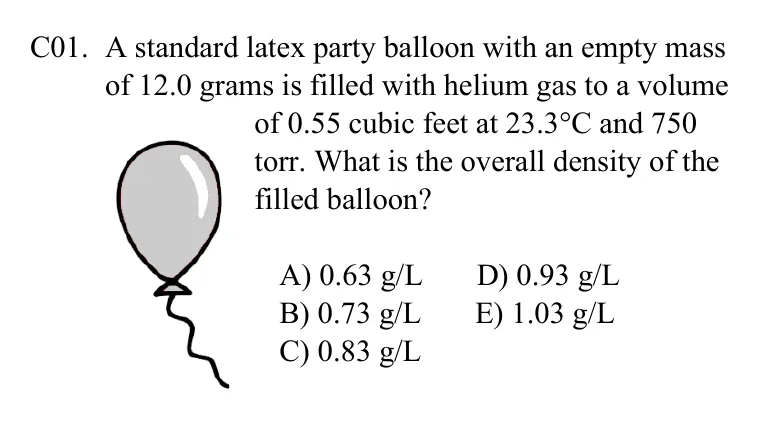 C01. A standard latex party balloon with an empty mass
of 12.0 grams is filled with helium gas to a volume
of 0.55 cubic feet at 23.3°C and 750
torr. What is the overall density of the
filled balloon?
A) 0.63 g/L D) 0.93 g/L
B) 0.73 g/L E) 1.03 g/L
C) 0.83 g/L